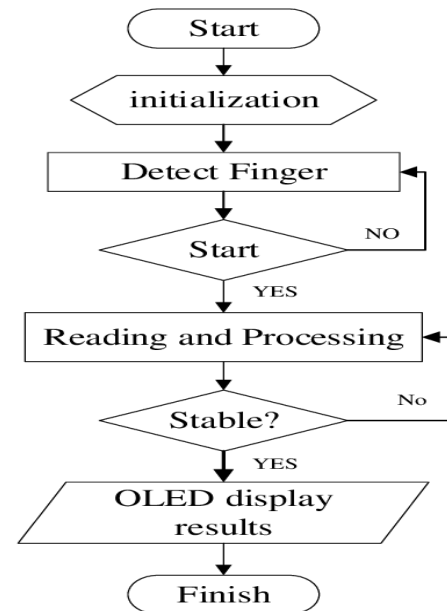 Start
initialization
Detect Finger
Start
NO
YES
Reading and Processing
Stable?
No
YES
OLED display
results
Finish